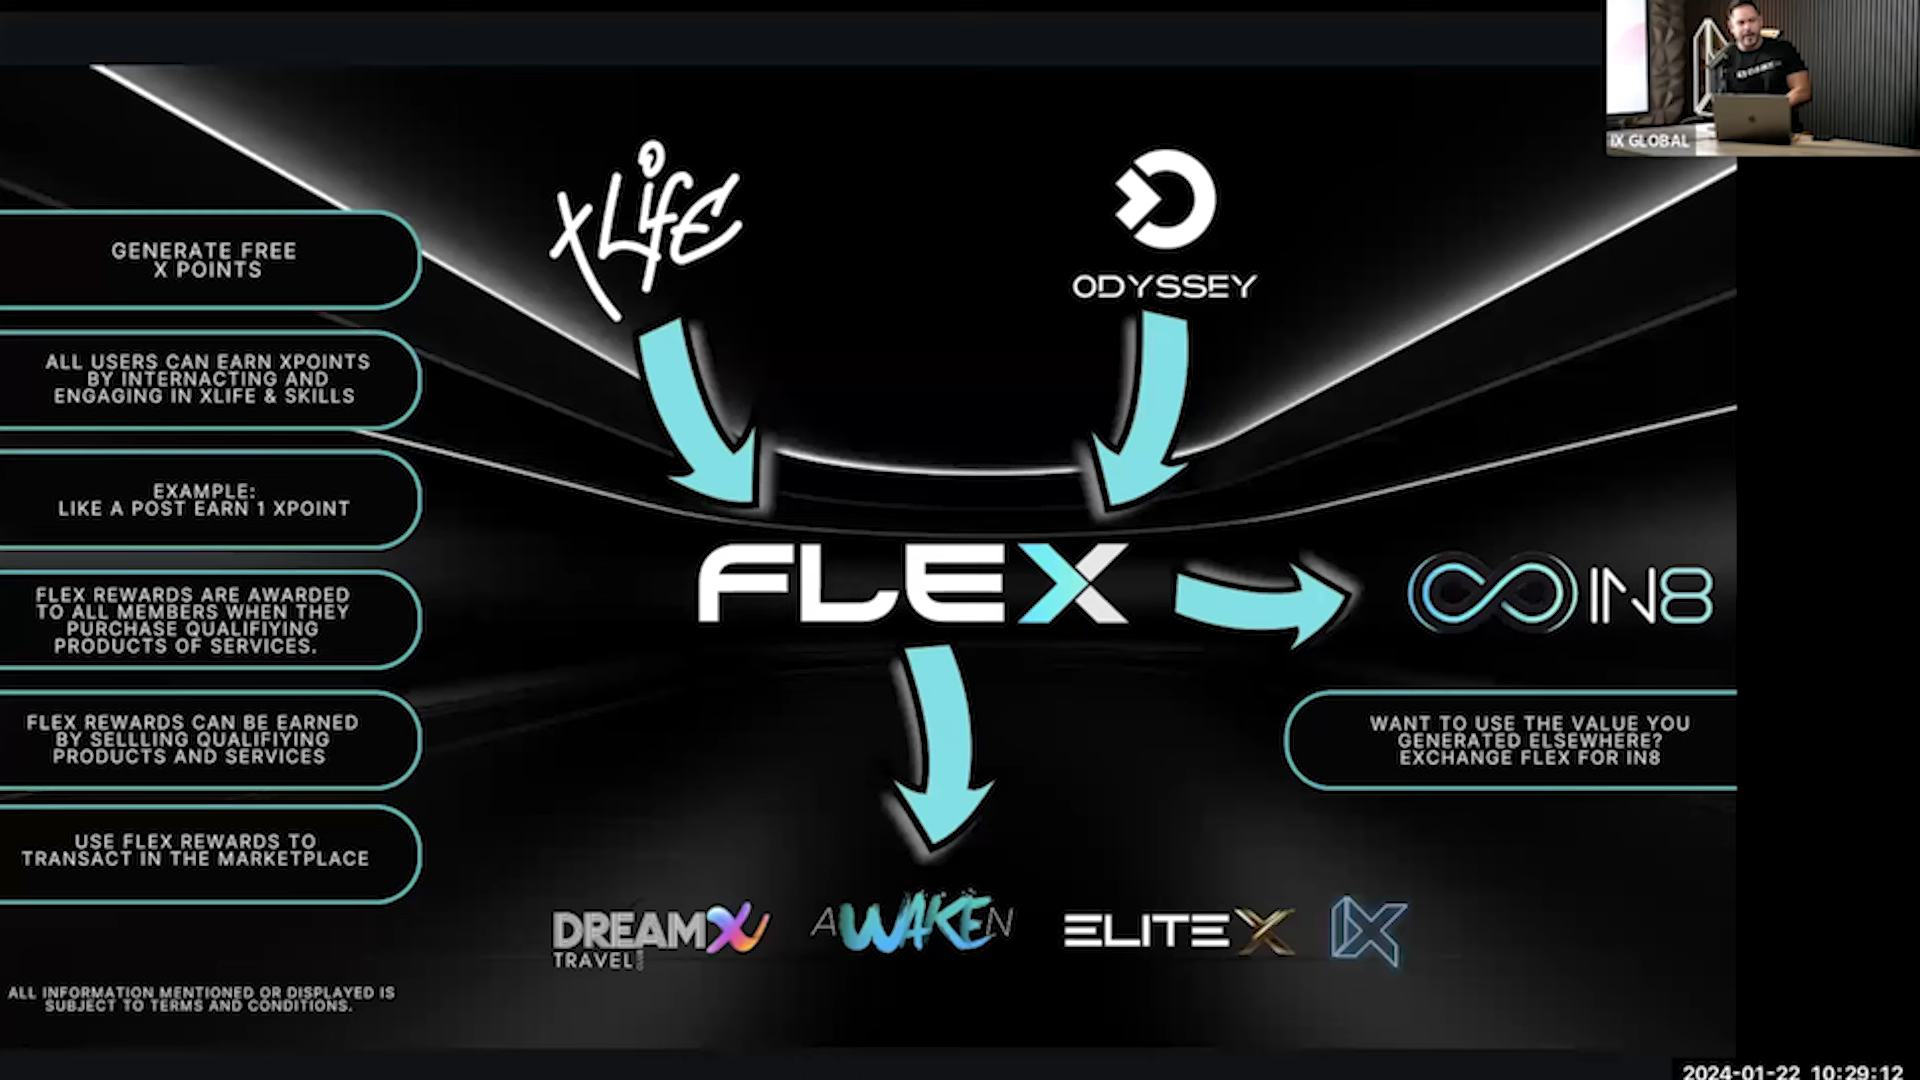 IX GLOBAL
XLIFE
ODYSSEY
GENERATE FREE
X POINTS
ALL USERS CAN EARN XPOINTS
BY INTERNACTING AND
ENGAGING IN XLIFE & SKILLS
EXAMPLE:
LIKE A POST EARN 1 XPOINT
FLEX REWARDS ARE AWARDED
TO ALL MEMBERS WHEN THEY
PURCHASE QUALIFIYING
PRODUCTS OF SERVICES.
FLEX REWARDS CAN BE EARNED
BY SELLLING QUALIFIYING
PRODUCTS AND SERVICES
USE FLEX REWARDS TO
TRANSACT IN THE MARKETPLACE
ALL INFORMATION MENTIONED OR DISPLAYED IS
SUBJECT TO TERMS AND CONDITIONS.
FLEX
IN8
WANT TO USE THE VALUE YOU
GENERATED ELSEWHERE?
EXCHANGE FLEX FOR IN8
DREAMX
TRAVEL
AWAKEN
ELITEX
IX
2024-01-22 10:29:12